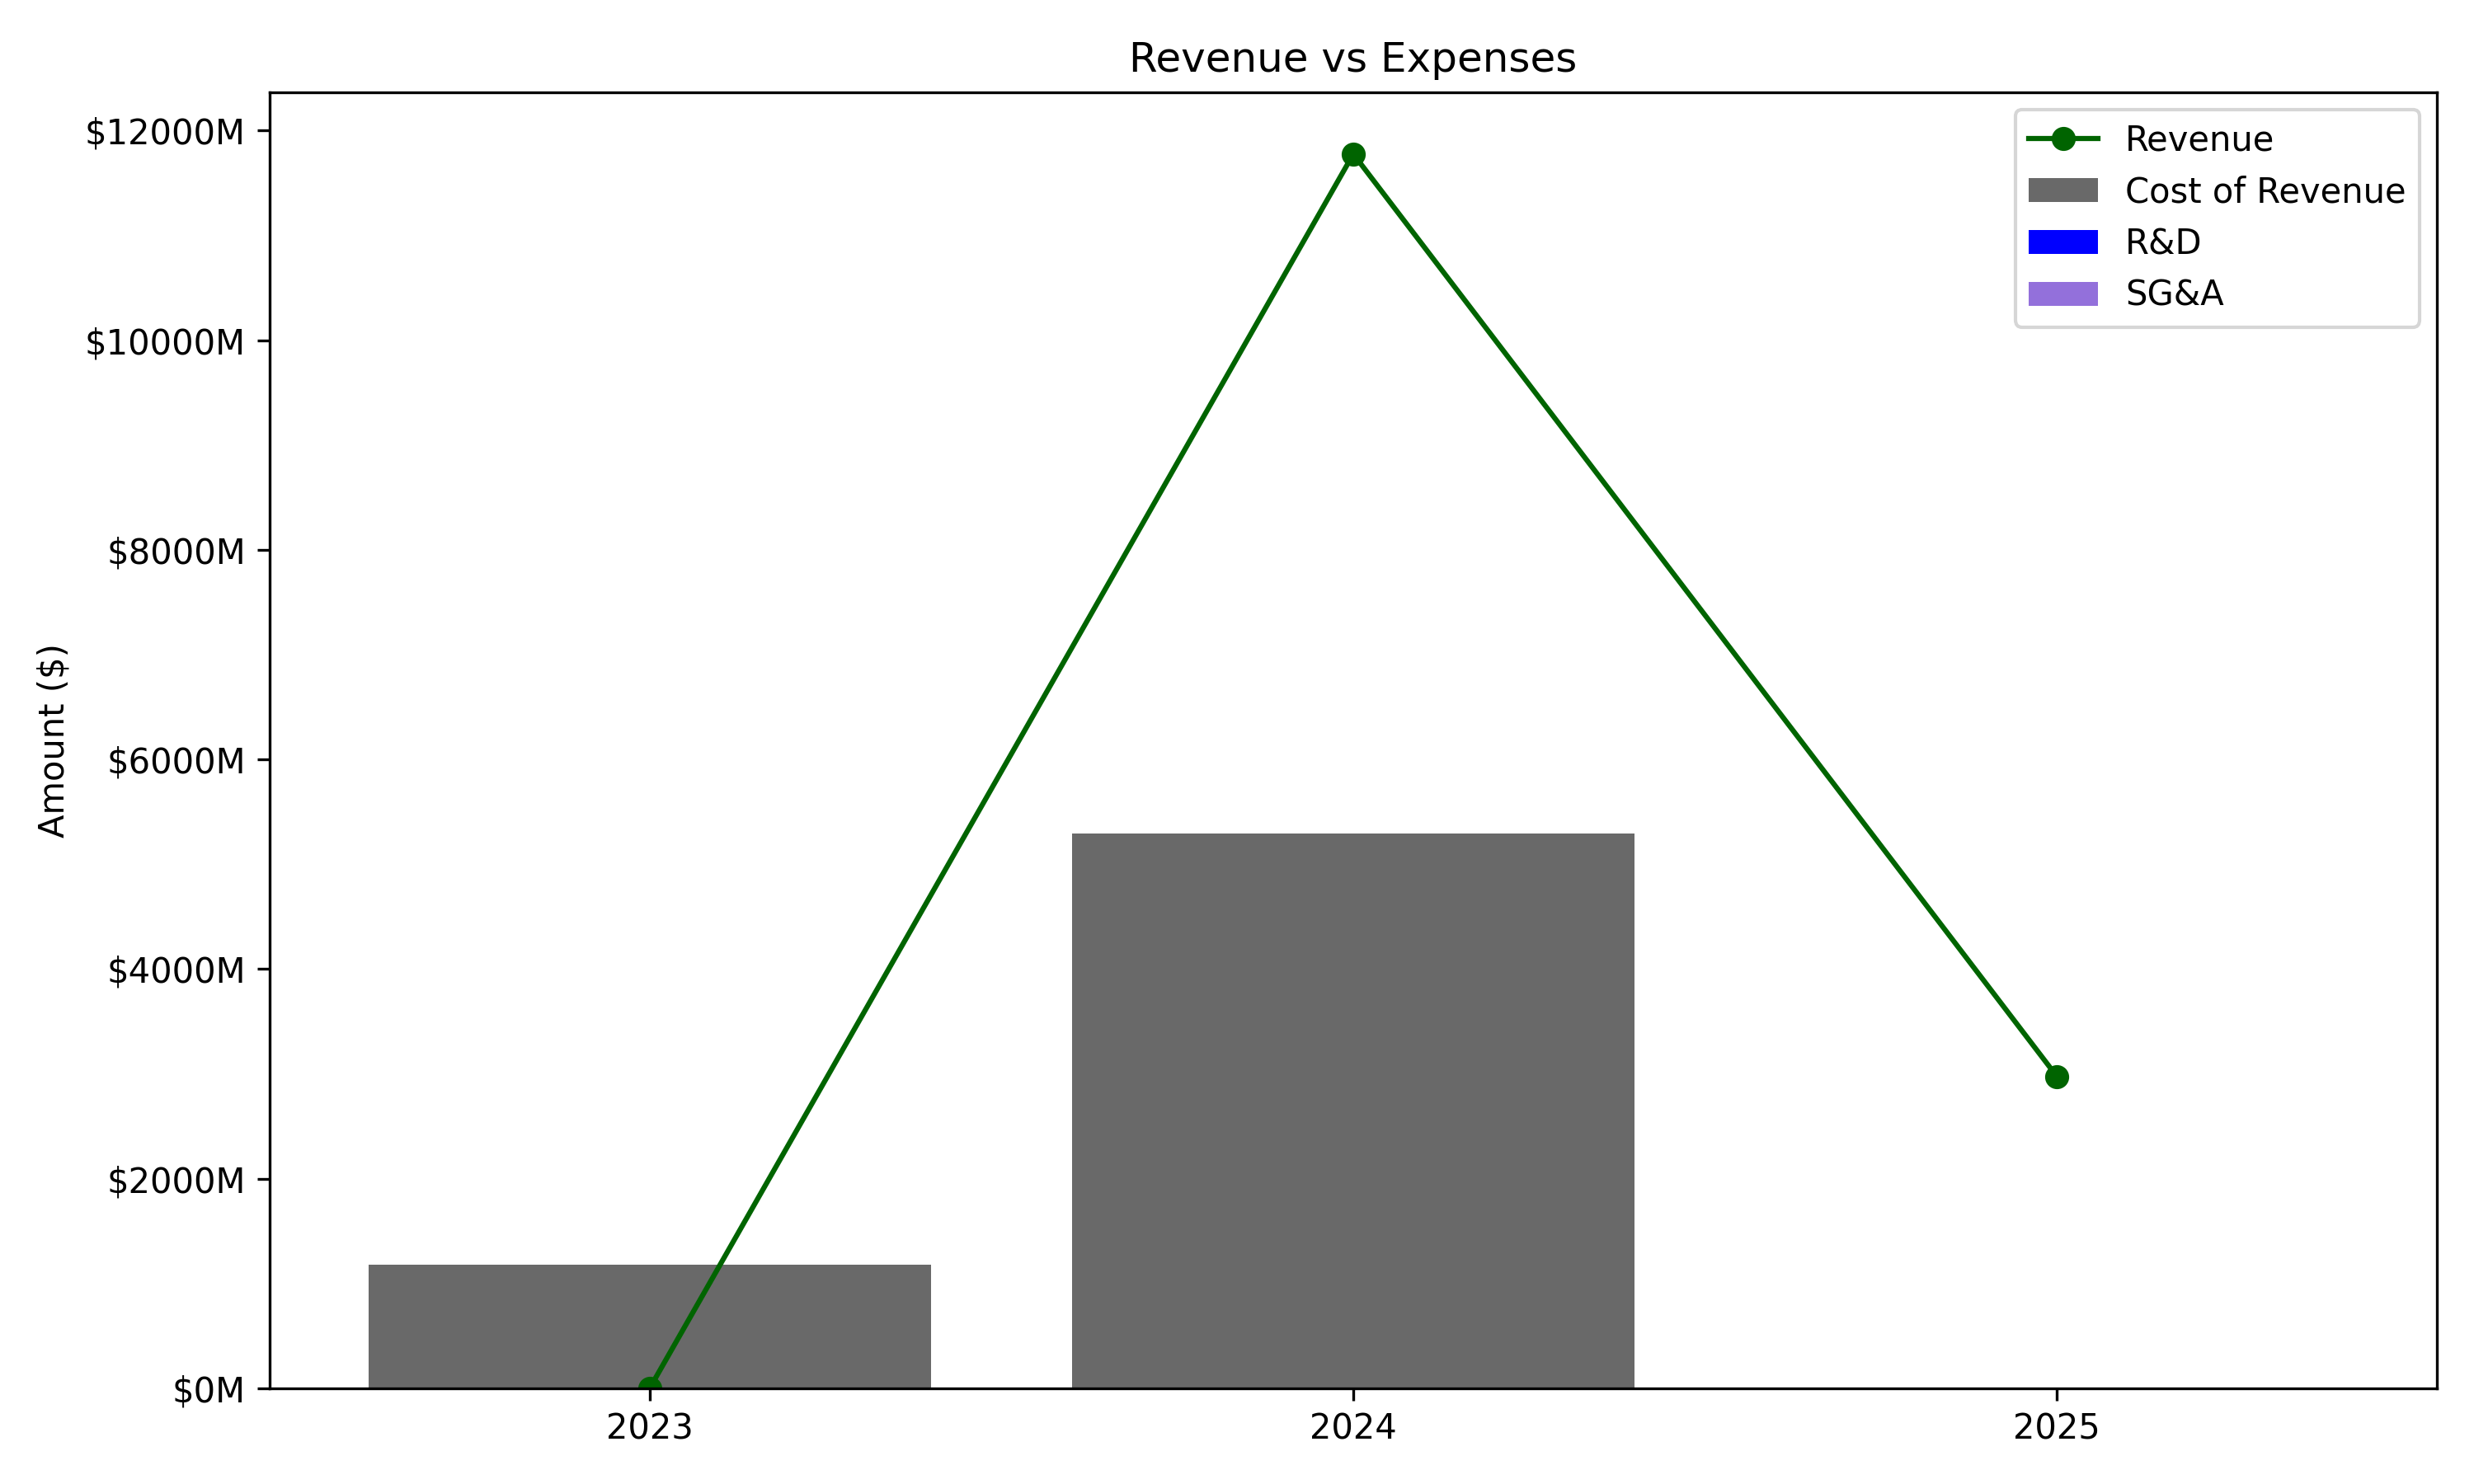 Revenue vs Expenses
Revenue
Cost of Revenue
R&D
SG&A
Amount ($)
$12000M
$10000M
$8000M
$6000M
$4000M
$2000M
$0M
2023
2024
2025